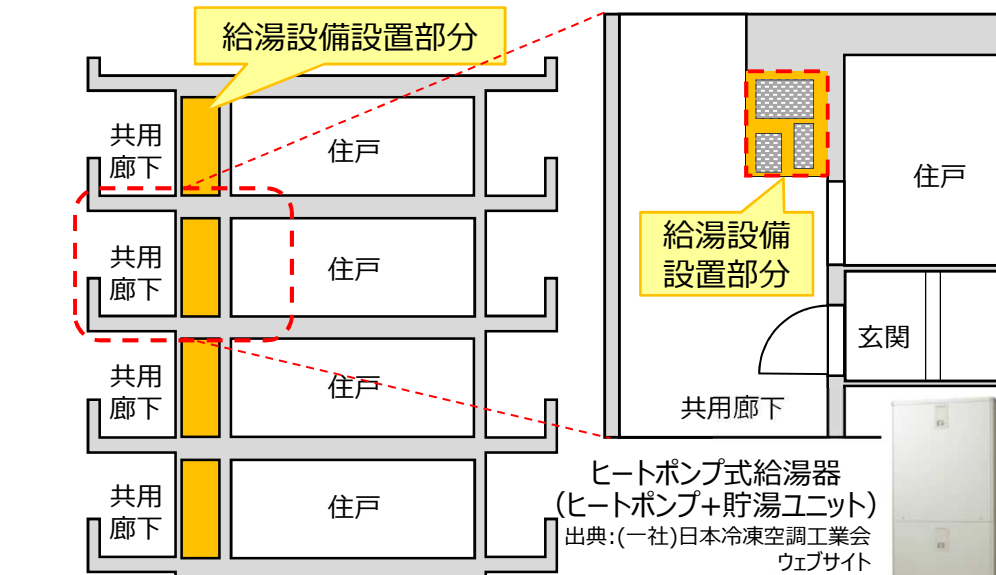 給湯設備設置部分
共用
廊下
住戸
共用
廊下
住戸
共用
廊下
住戸
共用
廊下
住戸
住戸
給湯設備
設置部分
玄関
共用廊下
ヒートポンプ式給湯器
(ヒートポンプ+貯湯ユニット)
出典:(一社)日本冷凍空調工業会
ウェブサイト